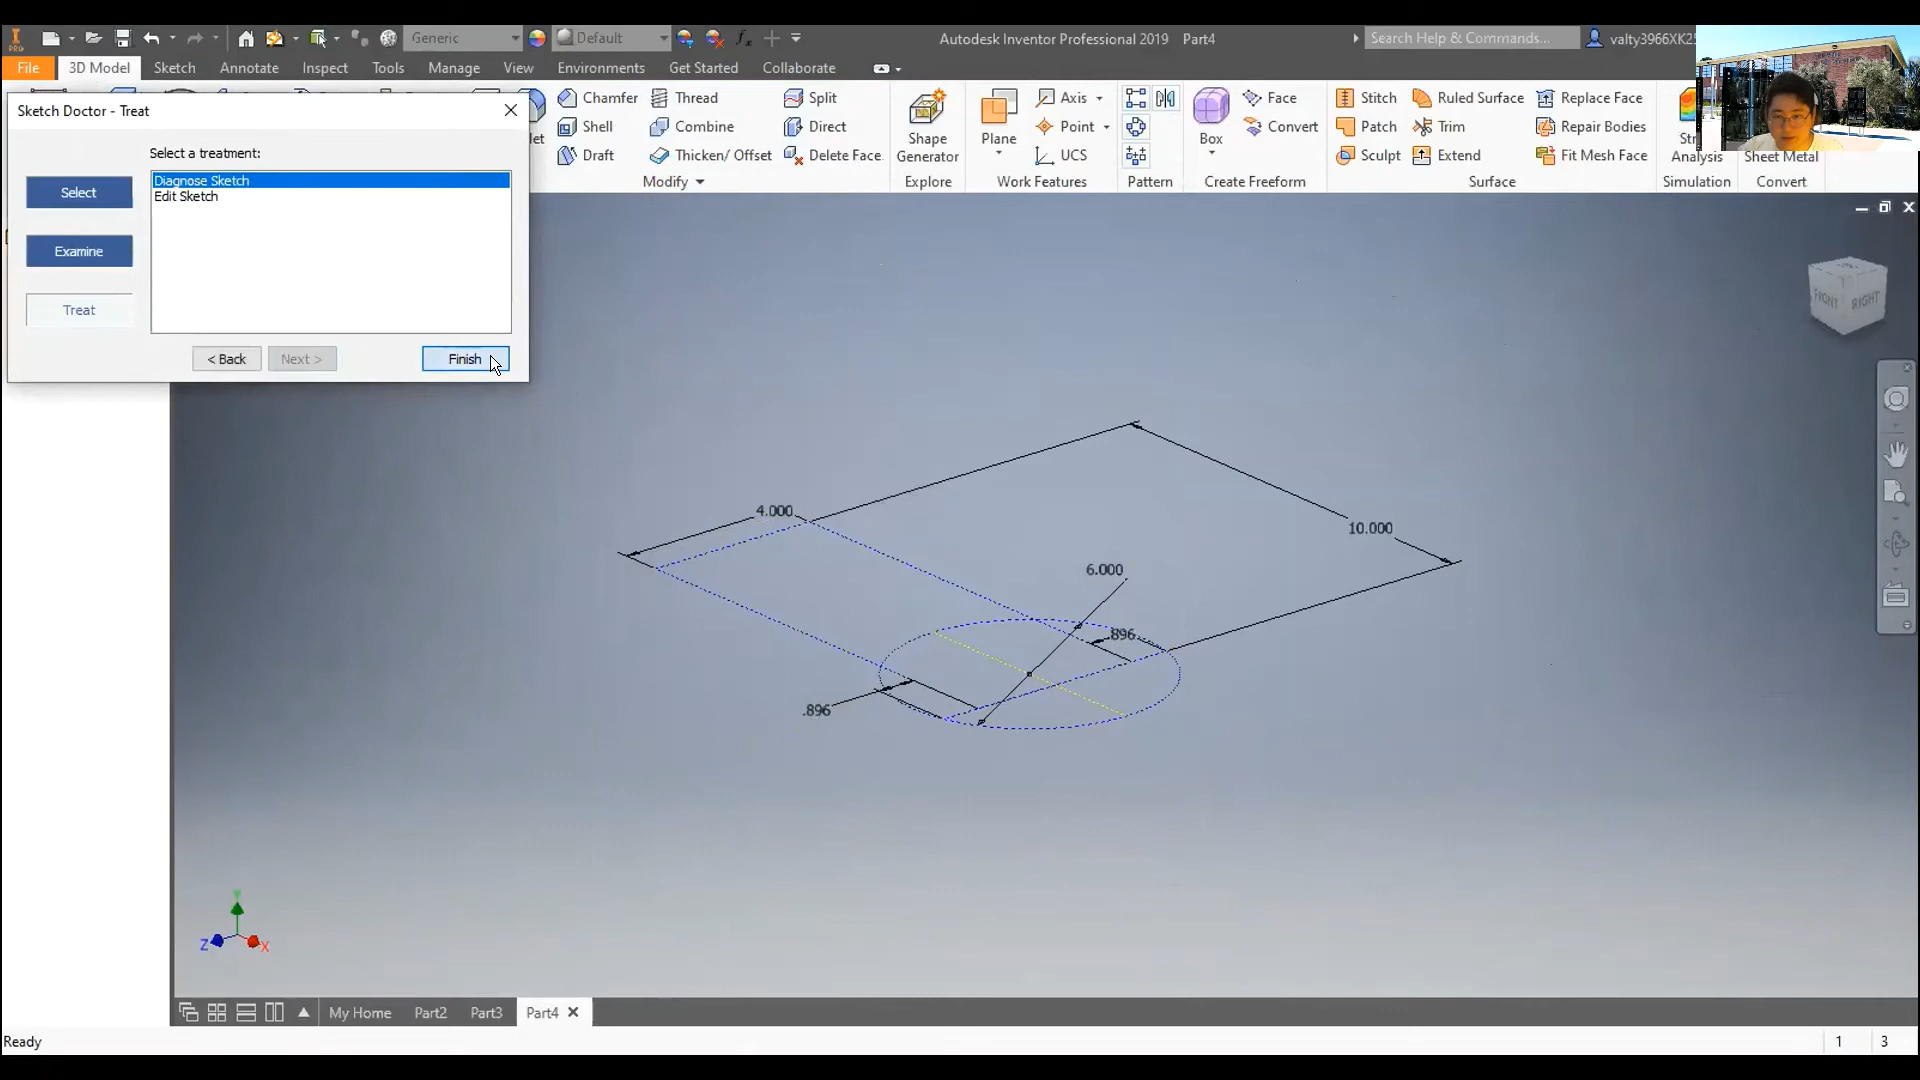 PRO
Generic
Default
fx
Autodesk Inventor Professional 2019 Part4
Search Help & Commands...
File 3D Model Sketch Annotate Inspect Tools Manage View Environments Get Started Collaborate
Sketch Doctor - Treat
Select a treatment:
Select
Diagnose Sketch
Edit Sketch
Examine
Treat
< Back Next > Finish
Chamfer Thread Split
Shell Combine Direct
Draft Thicken/ Offset Delete Face
Modify
Shape
Generator
Explore
Plane
Axis
Point
UCS
Work Features
Pattern
Box
Face
Convert
Create Freeform
Stitch Ruled Surface Replace Face
Patch Trim Repair Bodies
Sculpt Extend Fit Mesh Face
Surface
Analysis
Simulation
Sheet Metal
Convert
FRONT RIGHT
4.000
10.000
6.000
.896
.896
Y
Z
X
My Home Part2 Part3 Part4
Ready
1 3